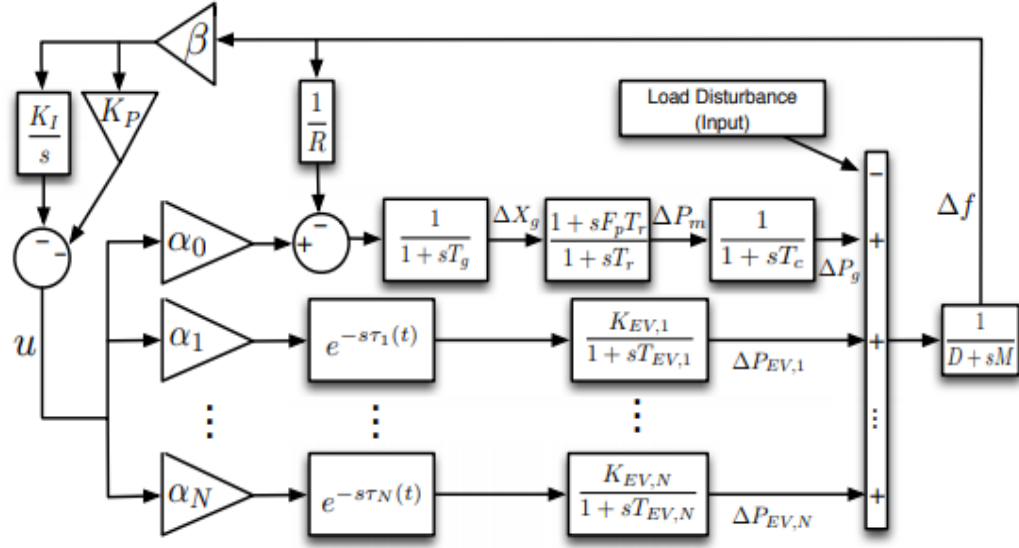 β
K_I
s
K_P
1
R
Load Disturbance
(Input)
−
−
−
−
Δf
α_0
+
1
1 + sT_g
ΔX_g
1 + sF_pT_r
1 + sT_r
ΔP_m
1
1 + sT_c
ΔP_g
+
u
α_1
e^{-sτ_1(t)}
K_{EV,1}
1 + sT_{EV,1}
ΔP_{EV,1}
+
1
D + sM
⋮
⋮
⋮
⋮
α_N
e^{-sτ_N(t)}
K_{EV,N}
1 + sT_{EV,N}
ΔP_{EV,N}
+